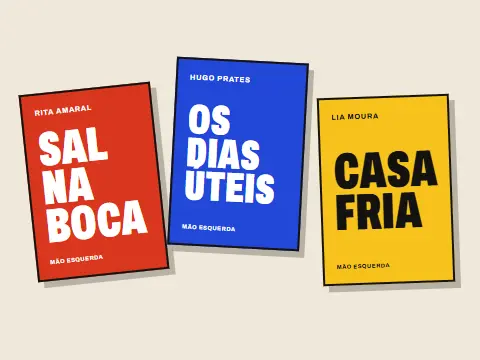 RITA AMARAL
SAL
NA
BOCA
MÃO ESQUERDA
HUGO PRATES
OS
DIAS
ÚTEIS
MÃO ESQUERDA
LIA MOURA
CASA
FRIA
MÃO ESQUERDA